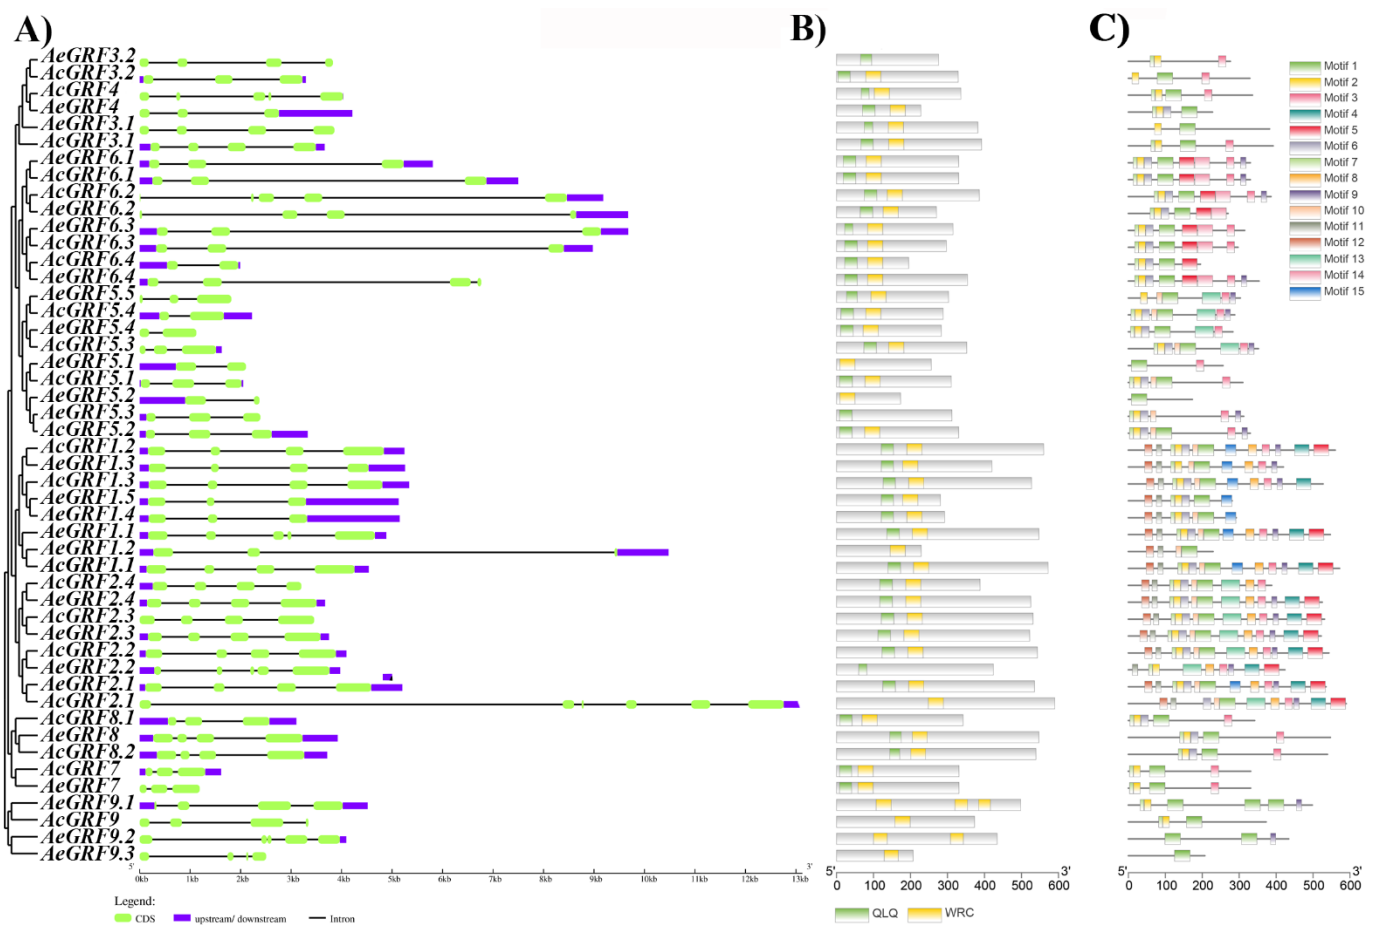 A)
B)
C)
AeGRF3.2
AcGRF3.2
AcGRF4
AeGRF4
AeGRF3.1
AcGRF3.1
AeGRF6.1
AcGRF6.1
AcGRF6.2
AeGRF6.2
AeGRF6.3
AcGRF6.3
AcGRF6.4
AeGRF6.4
AeGRF5.5
AcGRF5.4
AeGRF5.4
AcGRF5.3
AeGRF5.1
AcGRF5.1
AeGRF5.2
AeGRF5.3
AcGRF5.2
AcGRF1.2
AeGRF1.3
AcGRF1.3
AeGRF1.5
AeGRF1.4
AeGRF1.1
AeGRF1.2
AcGRF1.1
AcGRF2.4
AeGRF2.4
AcGRF2.3
AeGRF2.3
AcGRF2.2
AeGRF2.2
AeGRF2.1
AcGRF2.1
AcGRF8.1
AeGRF8
AcGRF8.2
AcGRF7
AeGRF7
AeGRF9.1
AcGRF9
AeGRF9.2
AeGRF9.3
5' 3'
0kb 1kb 2kb 3kb 4kb 5kb 6kb 7kb 8kb 9kb 10kb 11kb 12kb 13kb
Legend:
CDS upstream/ downstream Intron
5' 3'
0 100 200 300 400 500 600
QLQ WRC
Motif 1
Motif 2
Motif 3
Motif 4
Motif 5
Motif 6
Motif 7
Motif 8
Motif 9
Motif 10
Motif 11
Motif 12
Motif 13
Motif 14
Motif 15
5' 3'
0 100 200 300 400 500 600